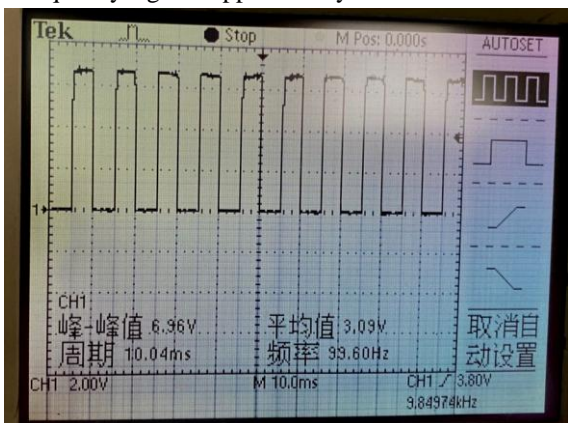 Tek Stop M Pos: 0.000s AUTOSET
1
CH1
峰-峰值 6.96V 平均值 3.09V
周期 10.04ms 频率 99.60Hz
取消自
动设置
CH1 2.00V M 10.0ms CH1 3.80V
9.84974kHz